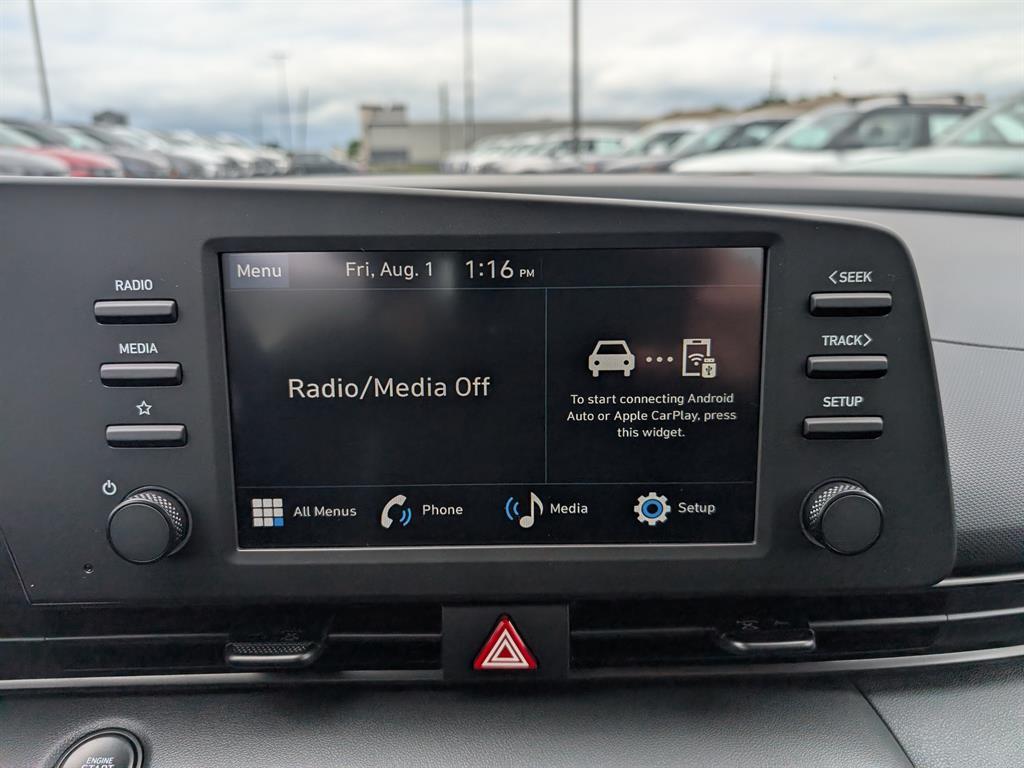 Menu
Fri, Aug. 1
1:16 PM
RADIO
MEDIA
Radio/Media Off
To start connecting Android
Auto or Apple CarPlay, press
this widget.
<SEEK
TRACK>
SETUP
All Menus
Phone
Media
Setup
ENGINE
START